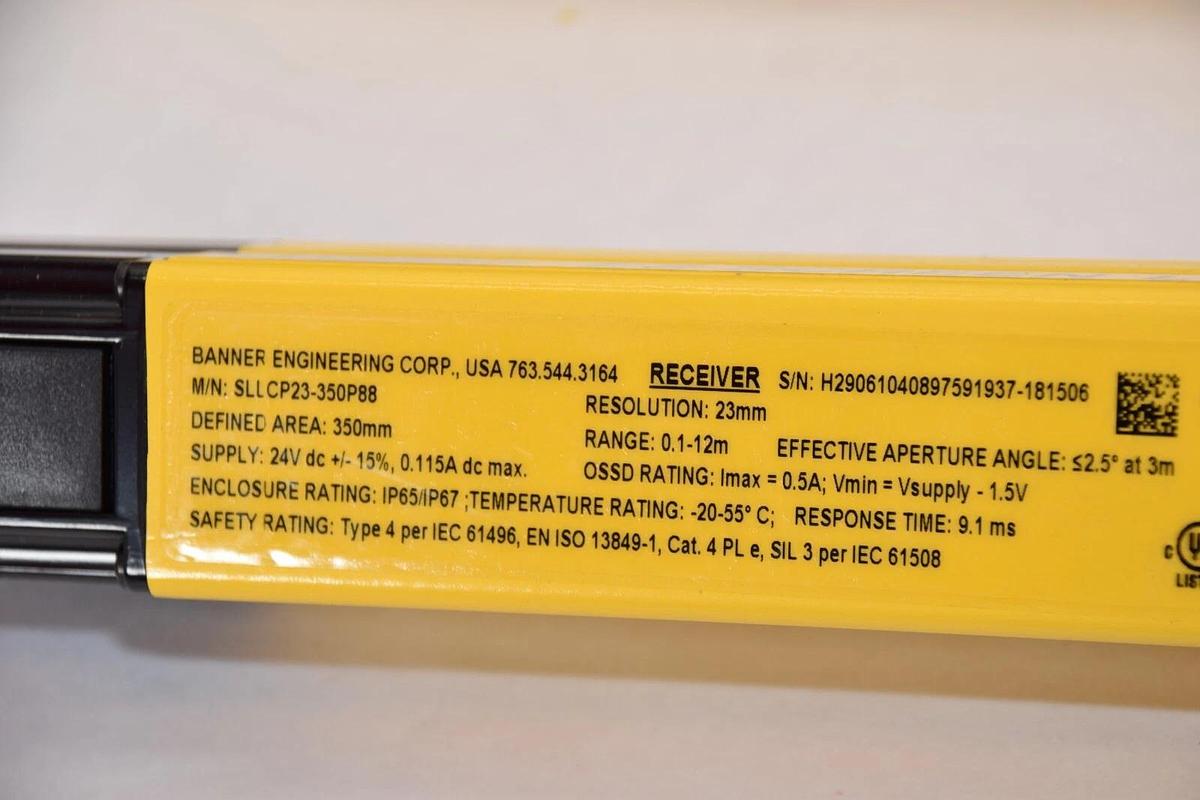 BANNER ENGINEERING CORP., USA 763.544.3164 RECEIVER S/N: H29061040897591937-181506
M/N: SLLCP23-350P88 RESOLUTION: 23mm
DEFINED AREA: 350mm RANGE: 0.1-12m EFFECTIVE APERTURE ANGLE: ≤2.5° at 3m
SUPPLY: 24V dc +/- 15%, 0.115A dc max. OSSD RATING: Imax = 0.5A; Vmin = Vsupply - 1.5V
ENCLOSURE RATING: IP65/IP67 ;TEMPERATURE RATING: -20-55° C; RESPONSE TIME: 9.1 ms
SAFETY RATING: Type 4 per IEC 61496, EN ISO 13849-1, Cat. 4 PL e, SIL 3 per IEC 61508
C